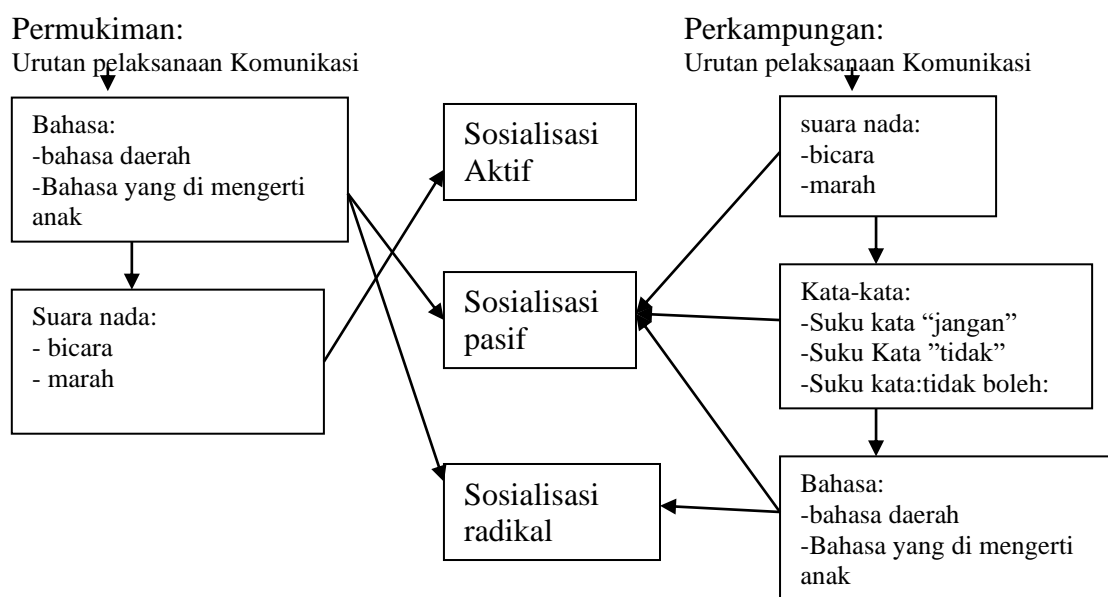 Permukiman:
Urutan pelaksanaan Komunikasi
Bahasa:
-bahasa daerah
-Bahasa yang di mengerti
anak
Suara nada:
- bicara
- marah
Sosialisasi
Aktif
Sosialisasi
pasif
Sosialisasi
radikal
Perkampungan:
Urutan pelaksanaan Komunikasi
suara nada:
-bicara
-marah
Kata-kata:
-Suku kata “jangan”
-Suku Kata ”tidak”
-Suku kata:tidak boleh:
Bahasa:
-bahasa daerah
-Bahasa yang di mengerti
anak